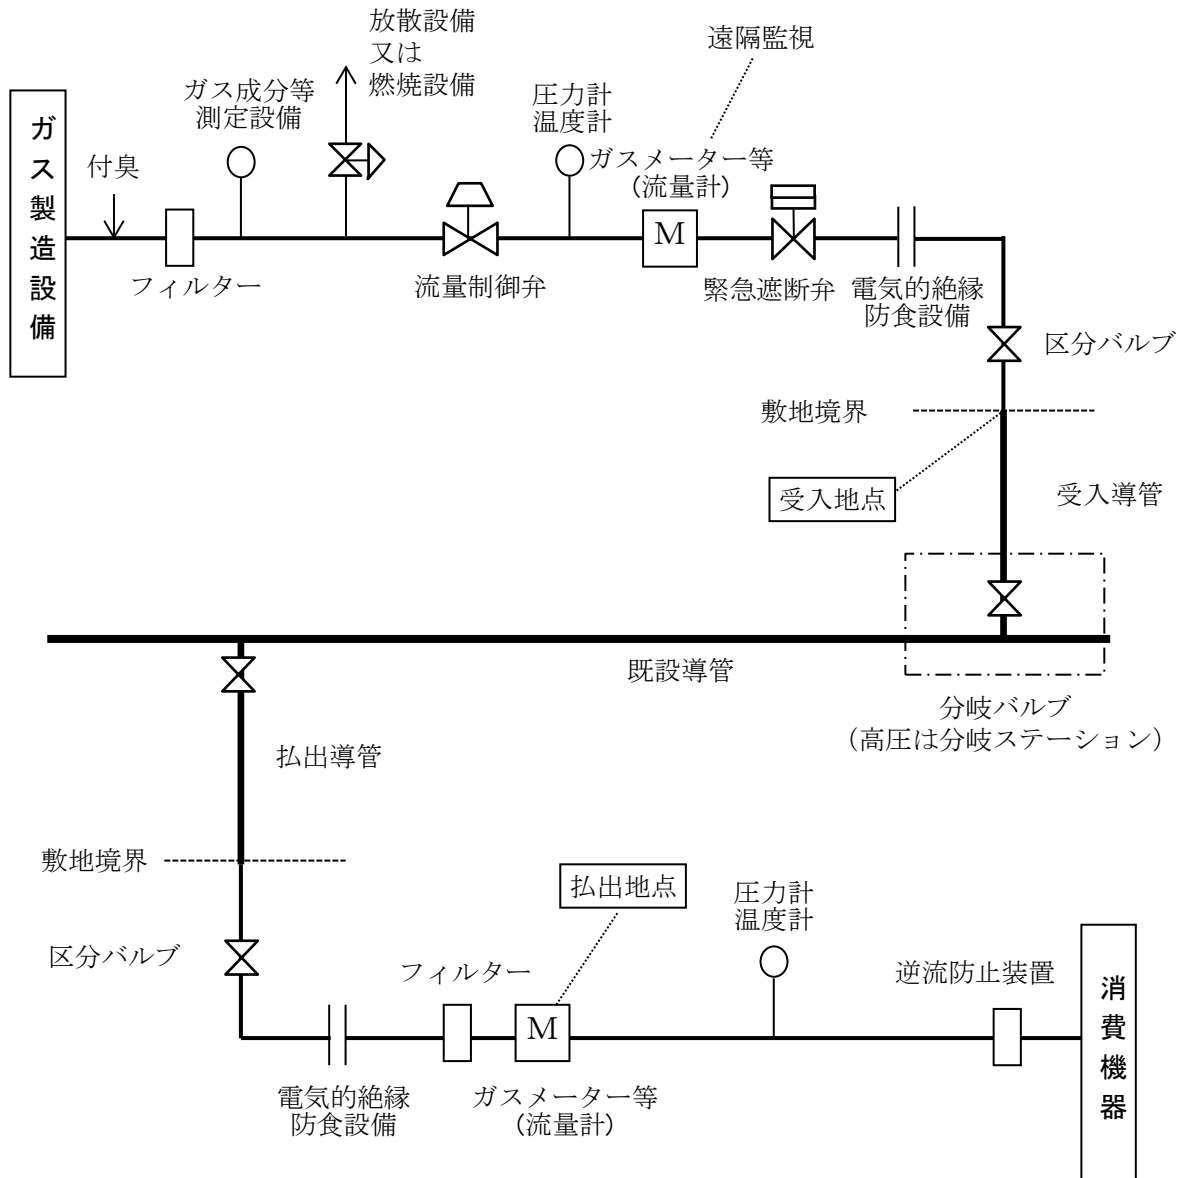 放散設備
又は
燃焼設備
遠隔監視
ガス成分等
測定設備
圧力計
温度計
ガス製造設備
付臭
ガスメーター等
(流量計)
M
フィルター
流量制御弁
緊急遮断弁
電気的絶縁
防食設備
区分バルブ
敷地境界
受入地点
受入導管
既設導管
分岐バルブ
（高圧は分岐ステーション）
払出導管
敷地境界
払出地点
圧力計
温度計
区分バルブ
フィルター
逆流防止装置
消費機器
M
電気的絶縁
防食設備
ガスメーター等
(流量計)